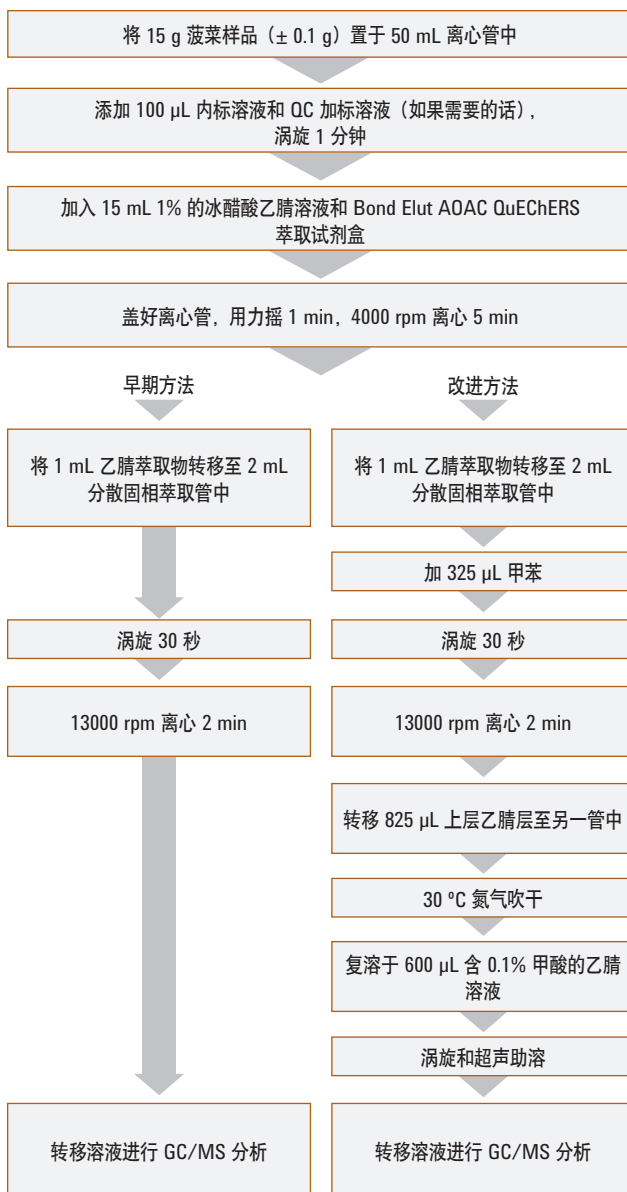 将 15 g 菠菜样品（± 0.1 g）置于 50 mL 离心管中
添加 100 µL 内标溶液和 QC 加标溶液（如果需要的话），
涡旋 1 分钟
加入 15 mL 1% 的冰醋酸乙腈溶液和 Bond Elut AOAC QuEChERS
萃取试剂盒
盖好离心管，用力摇 1 min，4000 rpm 离心 5 min
早期方法
将 1 mL 乙腈萃取物转移至 2 mL
分散固相萃取管中
涡旋 30 秒
13000 rpm 离心 2 min
转移溶液进行 GC/MS 分析
改进方法
将 1 mL 乙腈萃取物转移至 2 mL
分散固相萃取管中
加 325 µL 甲苯
涡旋 30 秒
13000 rpm 离心 2 min
转移 825 µL 上层乙腈层至另一管中
30 ºC 氮气吹干
复溶于 600 µL 含 0.1% 甲酸的乙腈
溶液
涡旋和超声助溶
转移溶液进行 GC/MS 分析